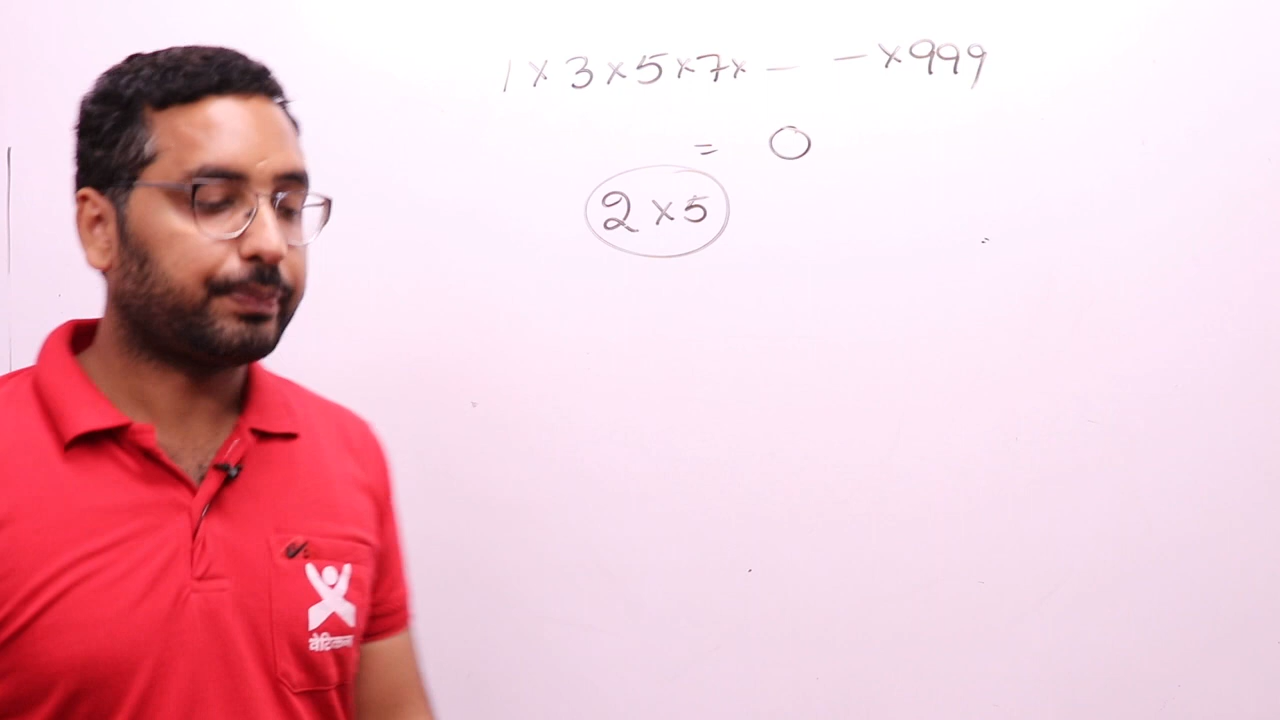 1 × 3 × 5 × 7 × - - × 999
= 0
2 × 5